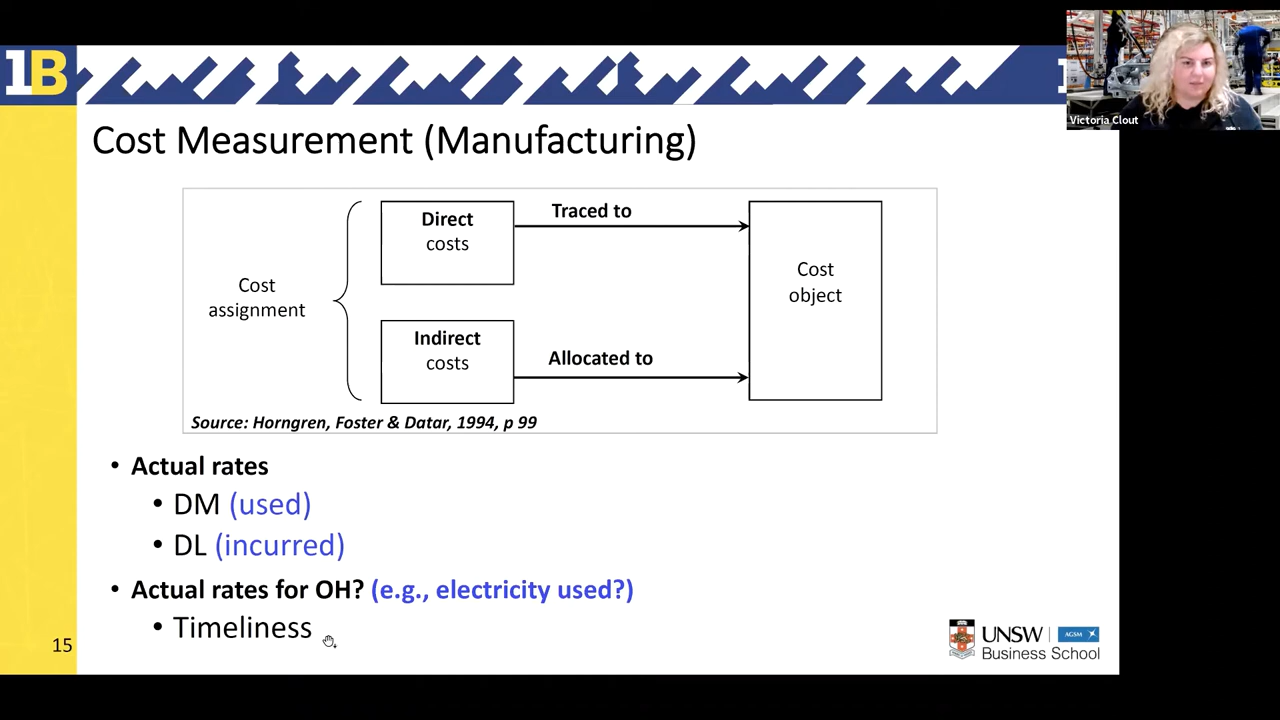 1B
1
Victoria Clout
Cost Measurement (Manufacturing)
Direct
costs
Traced to
Cost
object
Cost
assignment
Indirect
costs
Allocated to
Source: Horngren, Foster & Datar, 1994, p 99
• Actual rates
• DM (used)
• DL (incurred)
• Actual rates for OH? (e.g., electricity used?)
• Timeliness
15
UNSW
AGSM
Business School